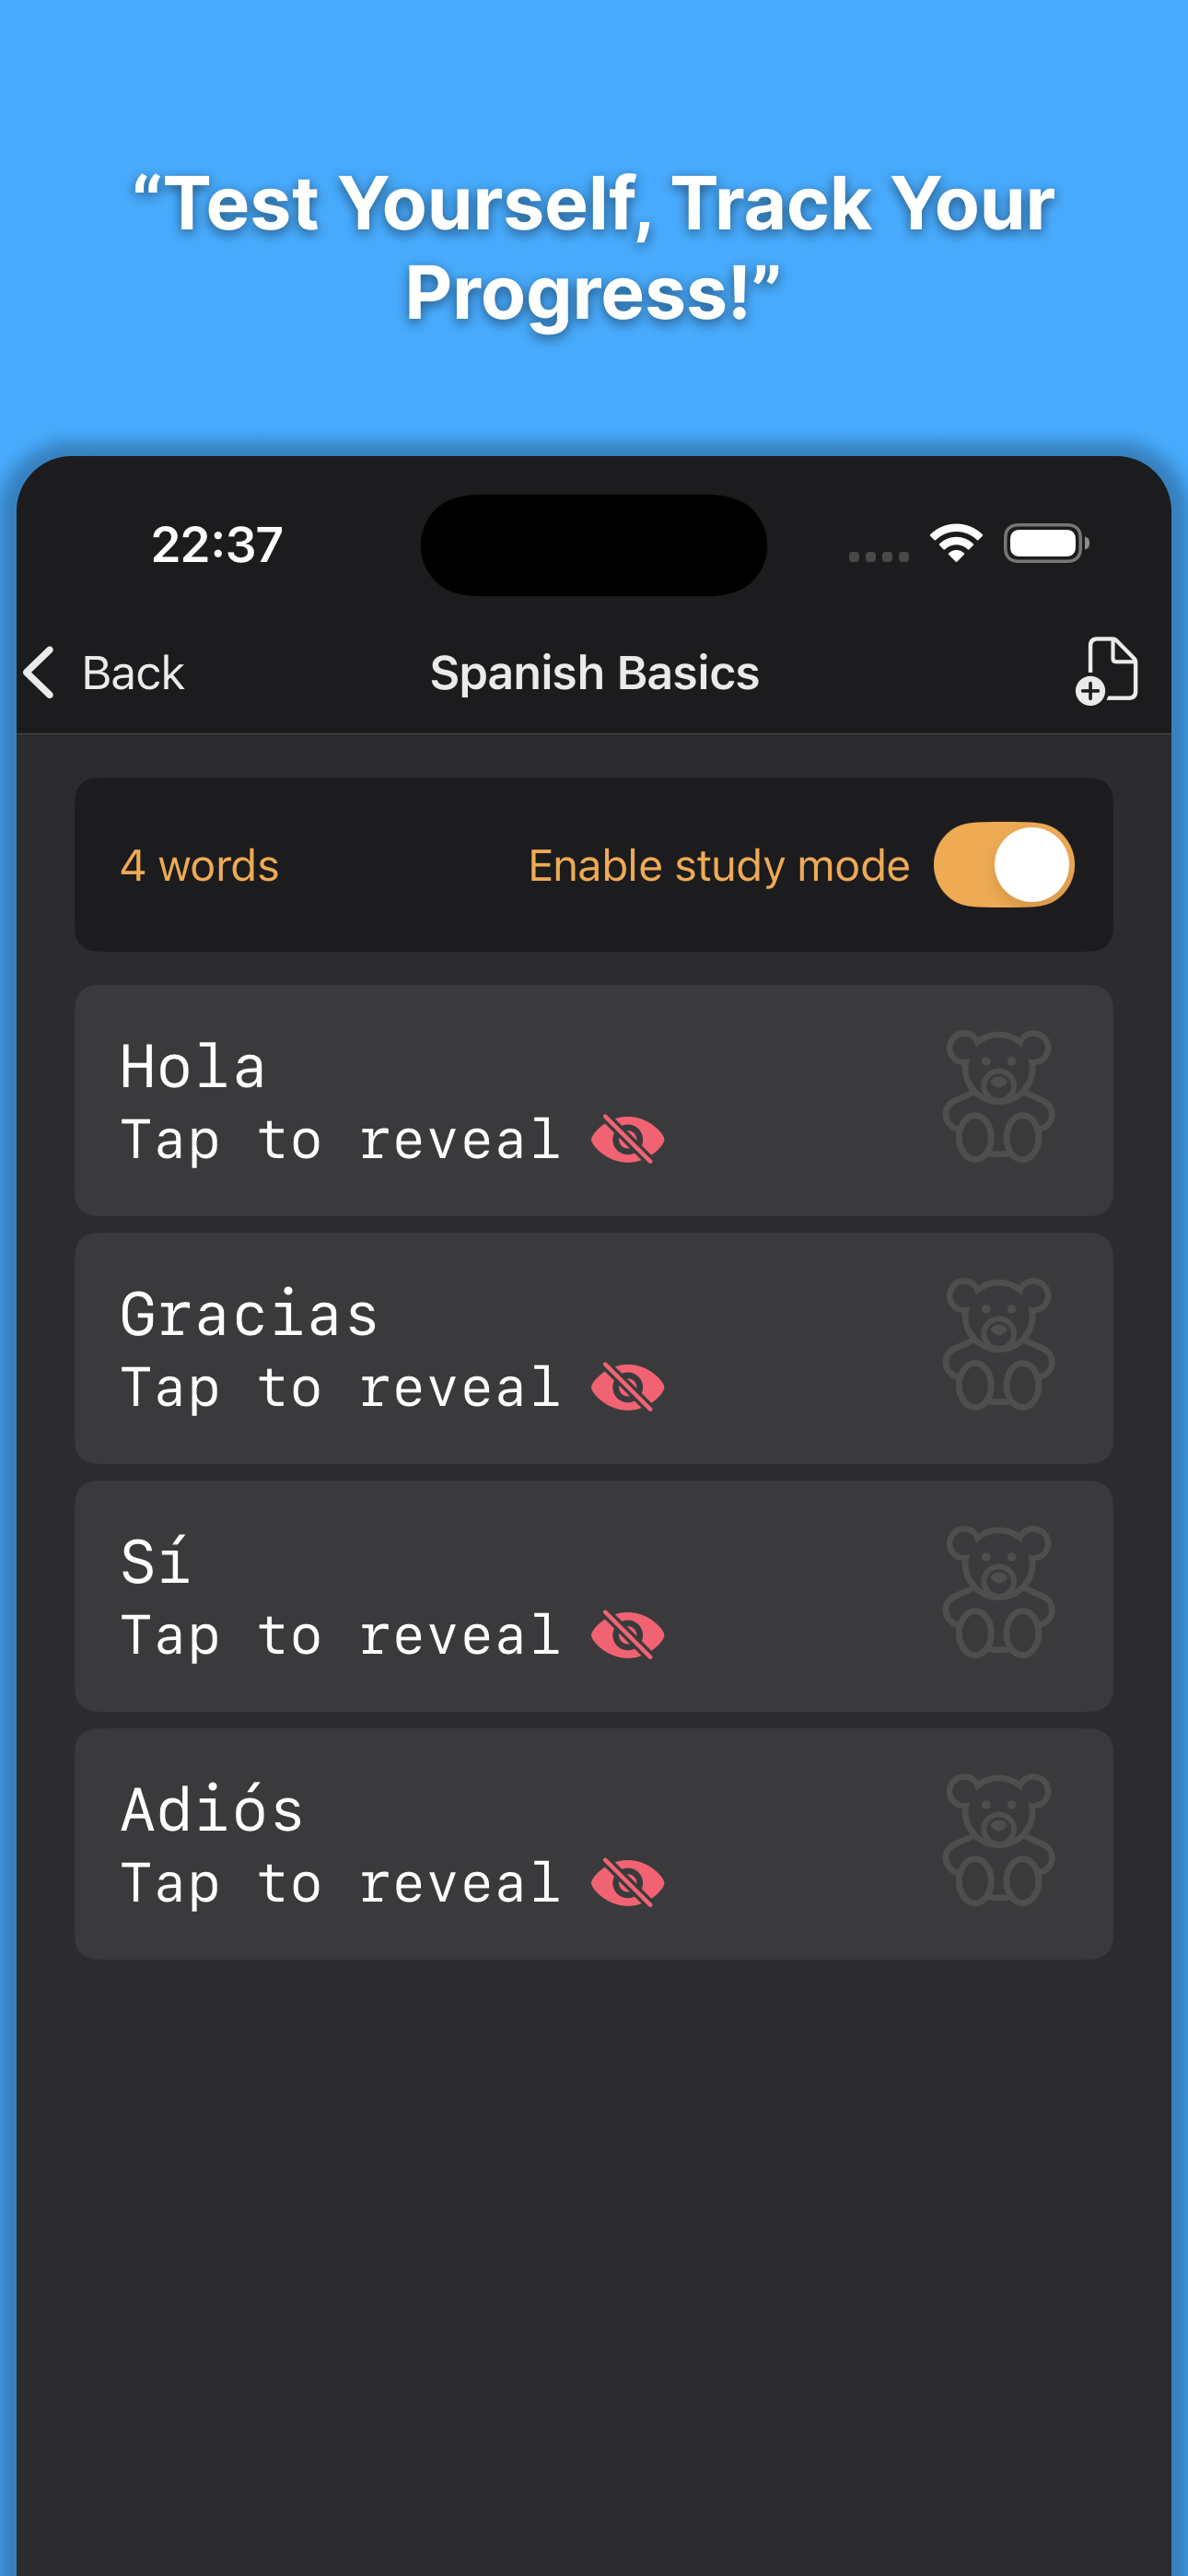 “Test Yourself, Track Your
Progress!”
22:37
Back
Spanish Basics
4 words
Enable study mode
Hola
Tap to reveal
Gracias
Tap to reveal
Sí
Tap to reveal
Adiós
Tap to reveal